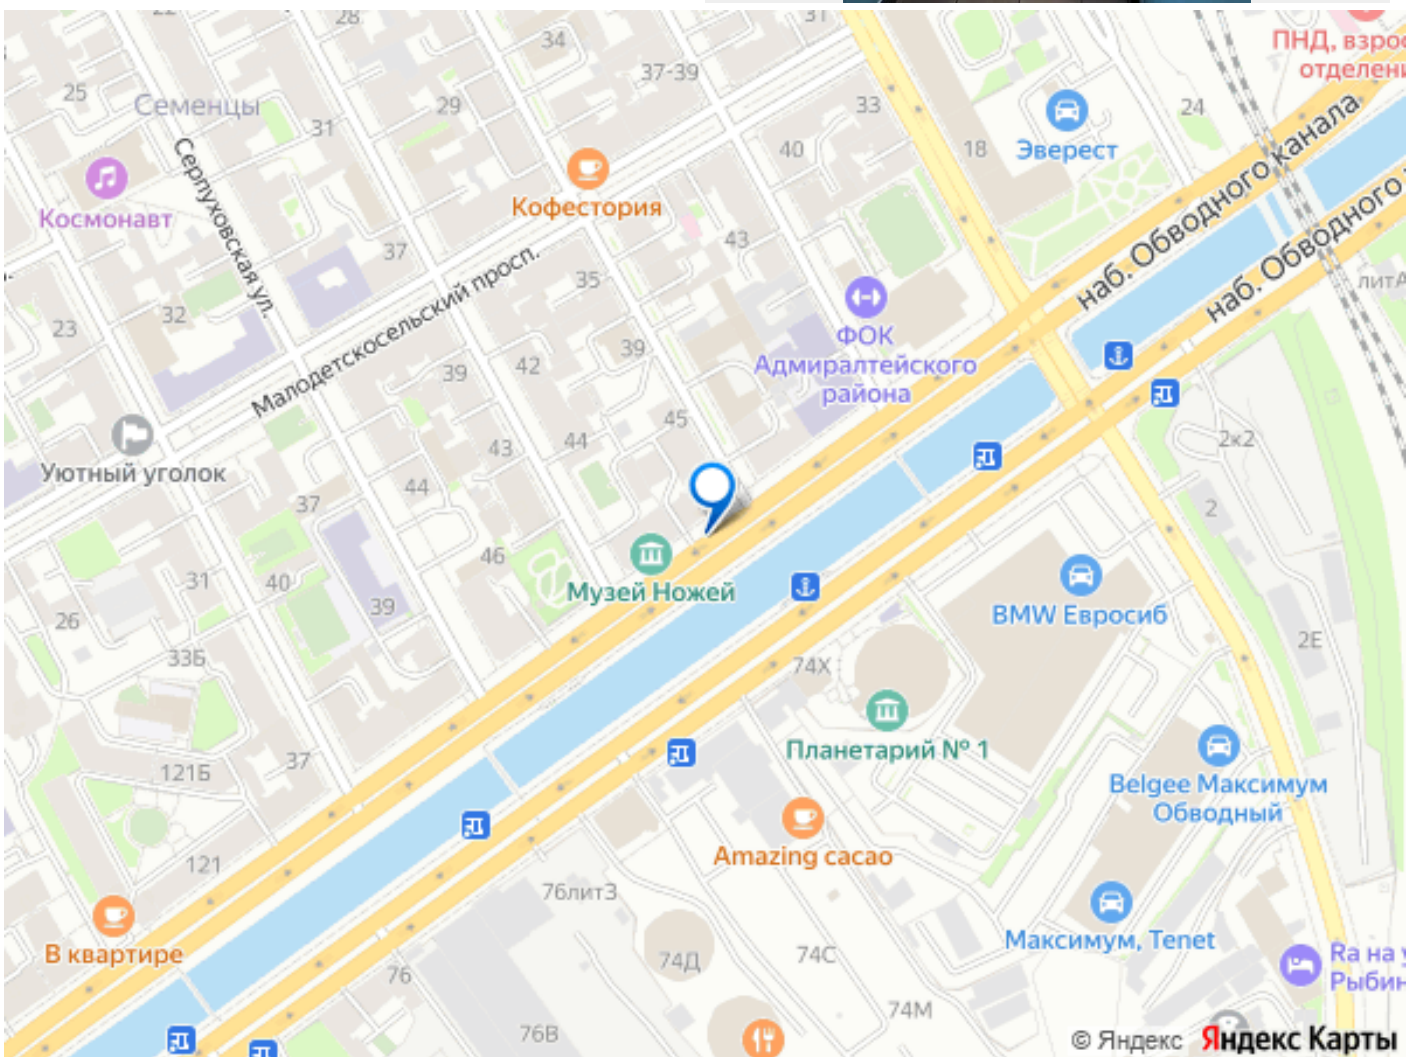 28
34
31
37-39
ПНД, взро
отделени
25
Семенцы
29
33
24
31
Эверест
18
40
Серпуховская ул.
Космонавт
Кофестория
наб. Обводного канала
наб. Обводного
43
37
35
литА
32
23
Малодетскосельский просп.
ФОК
Адмиралтейского
района
39
42
39
45
44
43
2к2
Уютный уголок
44
37
2
46
31
40
39
Музей Ножей
BMW Евросиб
26
2Е
33Б
74Х
Планетарий № 1
37
121Б
Belgee Максимум
Обводный
121
Amazing cacao
76лит3
В квартире
Максимум, Tenet
74Д
74С
76
Ra на у
Рыбин
74М
76В
© Яндекс Яндекс Карты